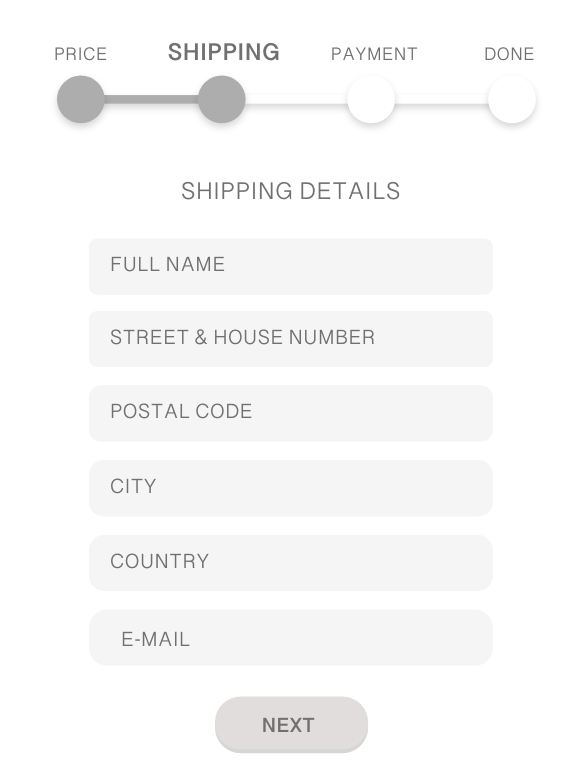 PRICE SHIPPING PAYMENT DONE
SHIPPING DETAILS
FULL NAME
STREET & HOUSE NUMBER
POSTAL CODE
CITY
COUNTRY
E-MAIL
NEXT